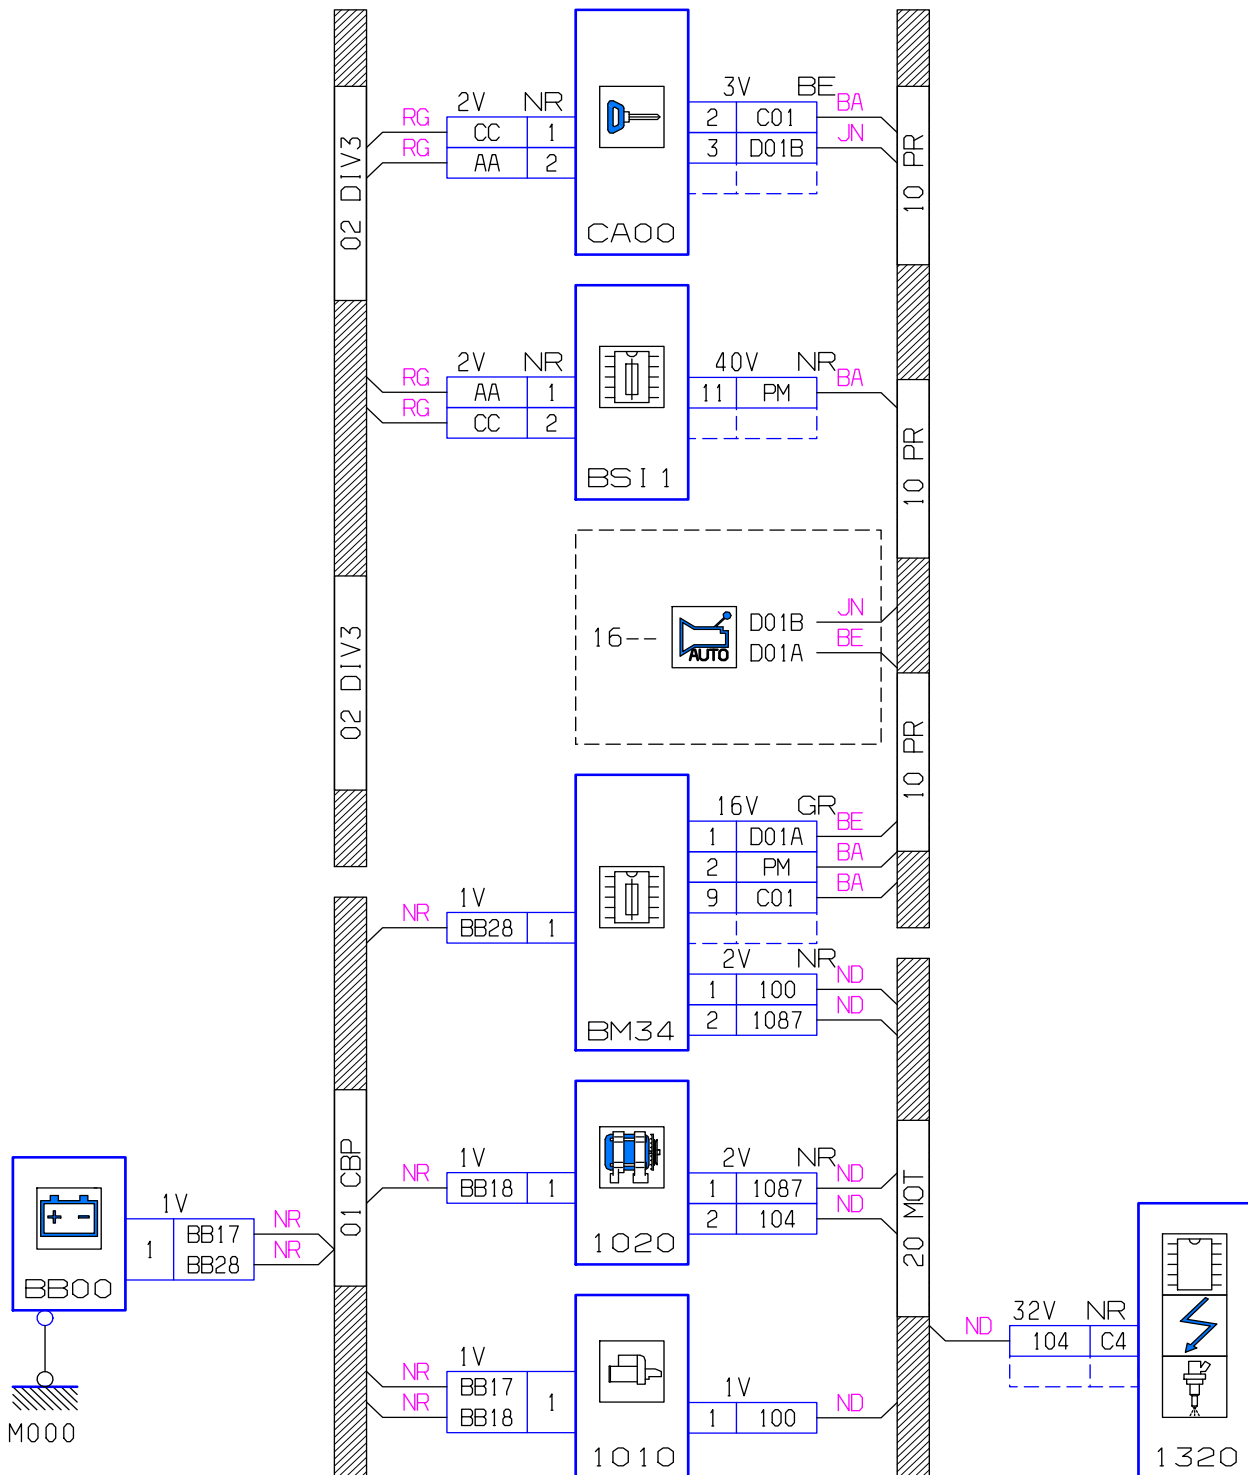 3V BE
2V NR
RG CC 1
2 C01 BA
RG AA 2
3 D01B JN
02 DIV3
10 PR
CA00
2V NR
40V NR
RG AA 1
11 PM BA
RG CC 2
10 PR
BSI1
16-- AUTO
D01B JN
D01A BE
02 DIV3
10 PR
16V GR
1 D01A BE
2 PM BA
9 C01 BA
1V
NR BB28 1
2V NR
1 100 ND
2 1087 ND
BM34
01 CBP
1V
NR BB18 1
2V NR
1 1087 ND
2 104 ND
20 MOT
1020
1V
1 BB17 NR
BB28 NR
+ -
BB00
M000
1V
NR BB17 1
NR BB18
1V
1 100 ND
1010
32V NR
ND 104 C4
1320